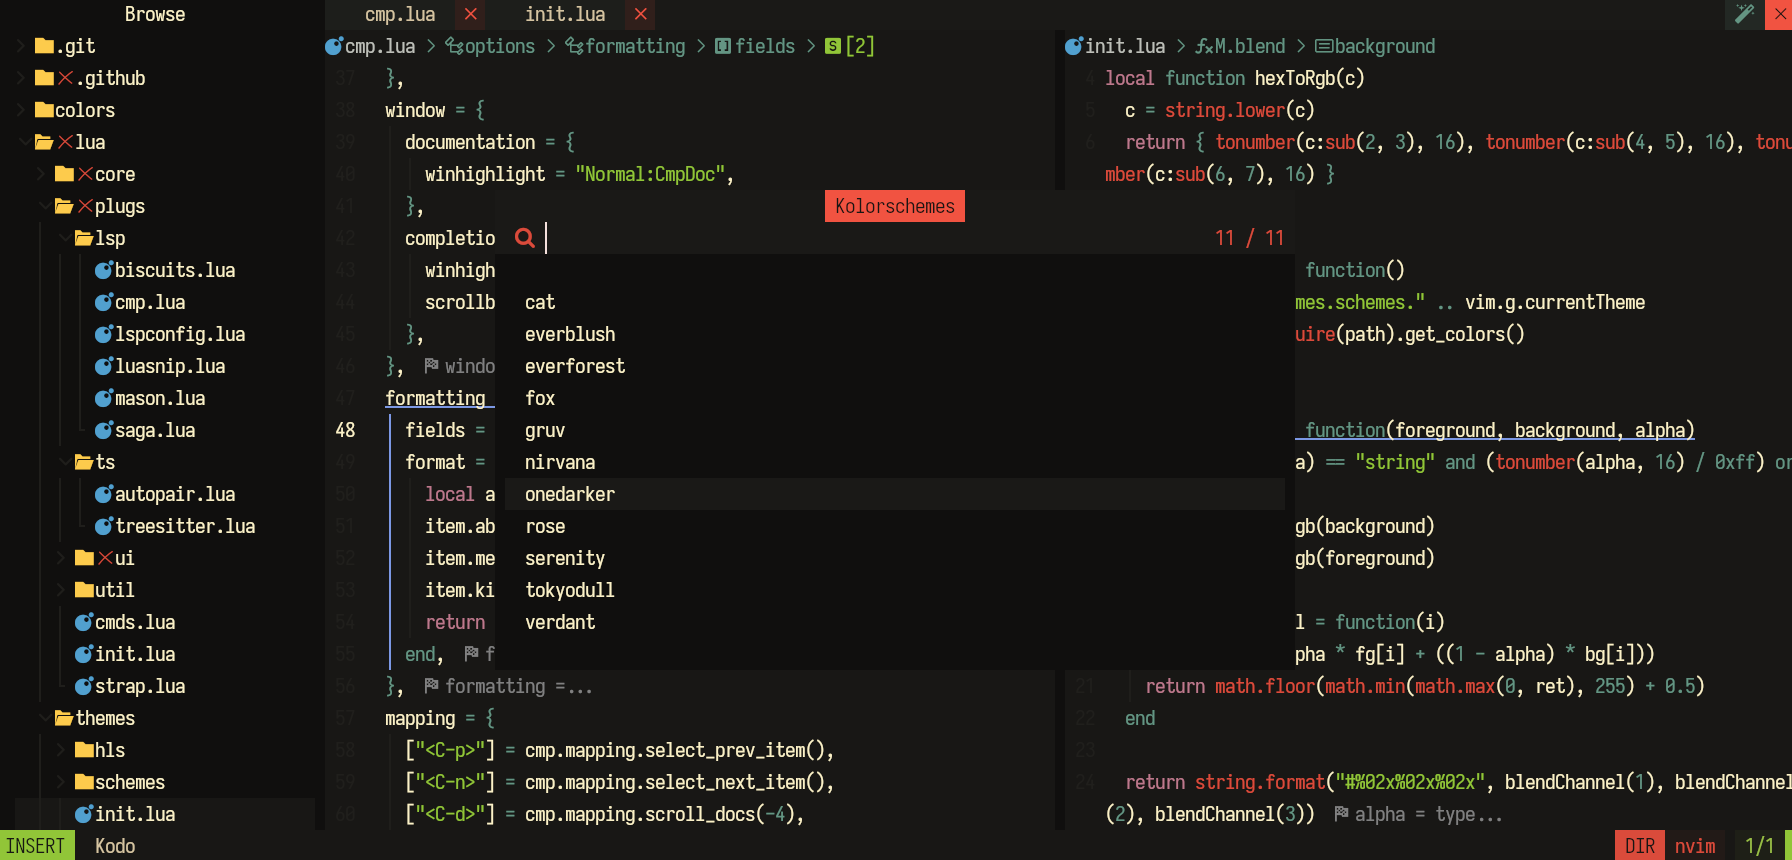 Browse
.git
.github
colors
lua
core
plugs
lsp
biscuits.lua
cmp.lua
lspconfig.lua
luasnip.lua
mason.lua
saga.lua
ts
autopair.lua
treesitter.lua
ui
util
cmds.lua
init.lua
strap.lua
themes
hls
schemes
init.lua
cmp.lua init.lua
cmp.lua > options > formatting > fields > S [2]
37 },
38 window = {
39 documentation = {
40 winhighlight = "Normal:CmpDoc",
41 },
42 completio
43 winhigh
44 scrollb
45 },
46 }, windo
47 formatting
48 fields =
49 format =
50 local a
51 item.ab
52 item.me
53 item.ki
54 return
55 end, f
56 }, formatting =...
57 mapping = {
58 ["<C-p>"] = cmp.mapping.select_prev_item(),
59 ["<C-n>"] = cmp.mapping.select_next_item(),
60 ["<C-d>"] = cmp.mapping.scroll_docs(-4),
Kolorschemes
11 / 11
cat
everblush
everforest
fox
gruv
nirvana
onedarker
rose
serenity
tokyodull
verdant
init.lua > M.blend > background
4 local function hexToRgb(c)
5 c = string.lower(c)
6 return { tonumber(c:sub(2, 3), 16), tonumber(c:sub(4, 5), 16), tonu
mber(c:sub(6, 7), 16) }
function()
mes.schemes." .. vim.g.currentTheme
uire(path).get_colors()
function(foreground, background, alpha)
a) == "string" and (tonumber(alpha, 16) / 0xff) or
gb(background)
gb(foreground)
l = function(i)
pha * fg[i] + ((1 - alpha) * bg[i]))
21 return math.floor(math.min(math.max(0, ret), 255) + 0.5)
22 end
23
24 return string.format("#%02x%02x%02x", blendChannel(1), blendChannel
(2), blendChannel(3)) alpha = type...
INSERT Kodo
DIR nvim 1/1